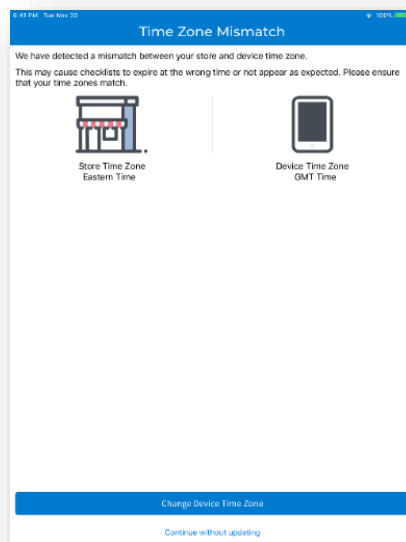 6:41 PM Tue Nov 30
100%
Time Zone Mismatch
We have detected a mismatch between your store and device time zone.
This may cause checklists to expire at the wrong time or not appear as expected. Please ensure
that your time zones match.
Store Time Zone
Eastern Time
Device Time Zone
GMT Time
Change Device Time Zone
Continue without updating